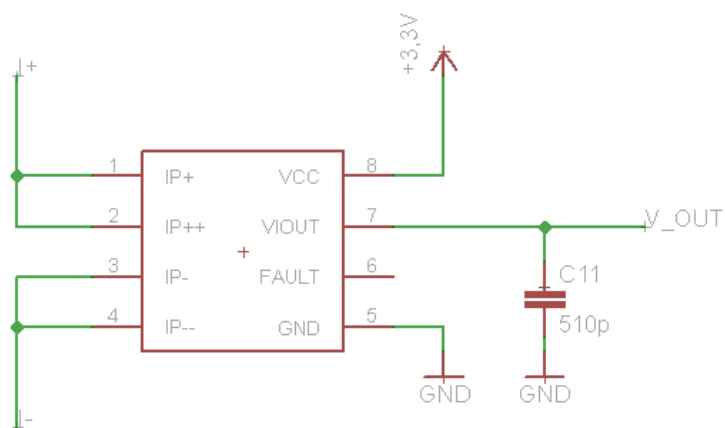 I+
+3,3V
1 IP+ VCC 8
2 IP++ VIOUT 7
V_OUT
3 IP- FAULT 6
C11
4 IP-- GND 5
510p
GND GND
I-